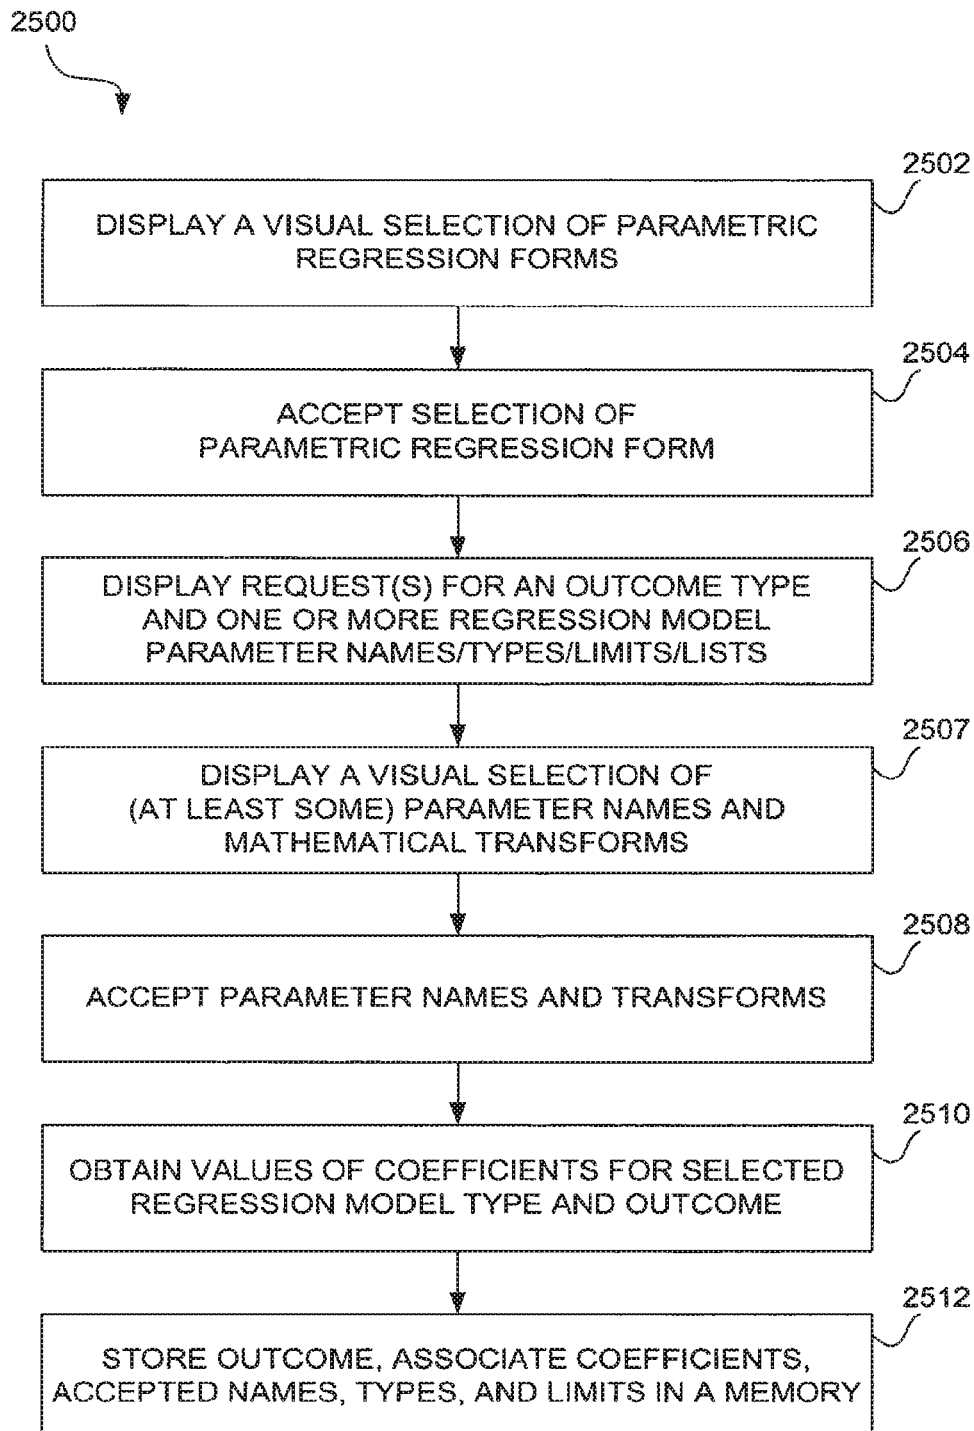 2500
2502
DISPLAY A VISUAL SELECTION OF PARAMETRIC
REGRESSION FORMS
2504
ACCEPT SELECTION OF
PARAMETRIC REGRESSION FORM
2506
DISPLAY REQUEST(S) FOR AN OUTCOME TYPE
AND ONE OR MORE REGRESSION MODEL
PARAMETER NAMES/TYPES/LIMITS/LISTS
2507
DISPLAY A VISUAL SELECTION OF
(AT LEAST SOME) PARAMETER NAMES AND
MATHEMATICAL TRANSFORMS
2508
ACCEPT PARAMETER NAMES AND TRANSFORMS
2510
OBTAIN VALUES OF COEFFICIENTS FOR SELECTED
REGRESSION MODEL TYPE AND OUTCOME
2512
STORE OUTCOME, ASSOCIATE COEFFICIENTS,
ACCEPTED NAMES, TYPES, AND LIMITS IN A MEMORY